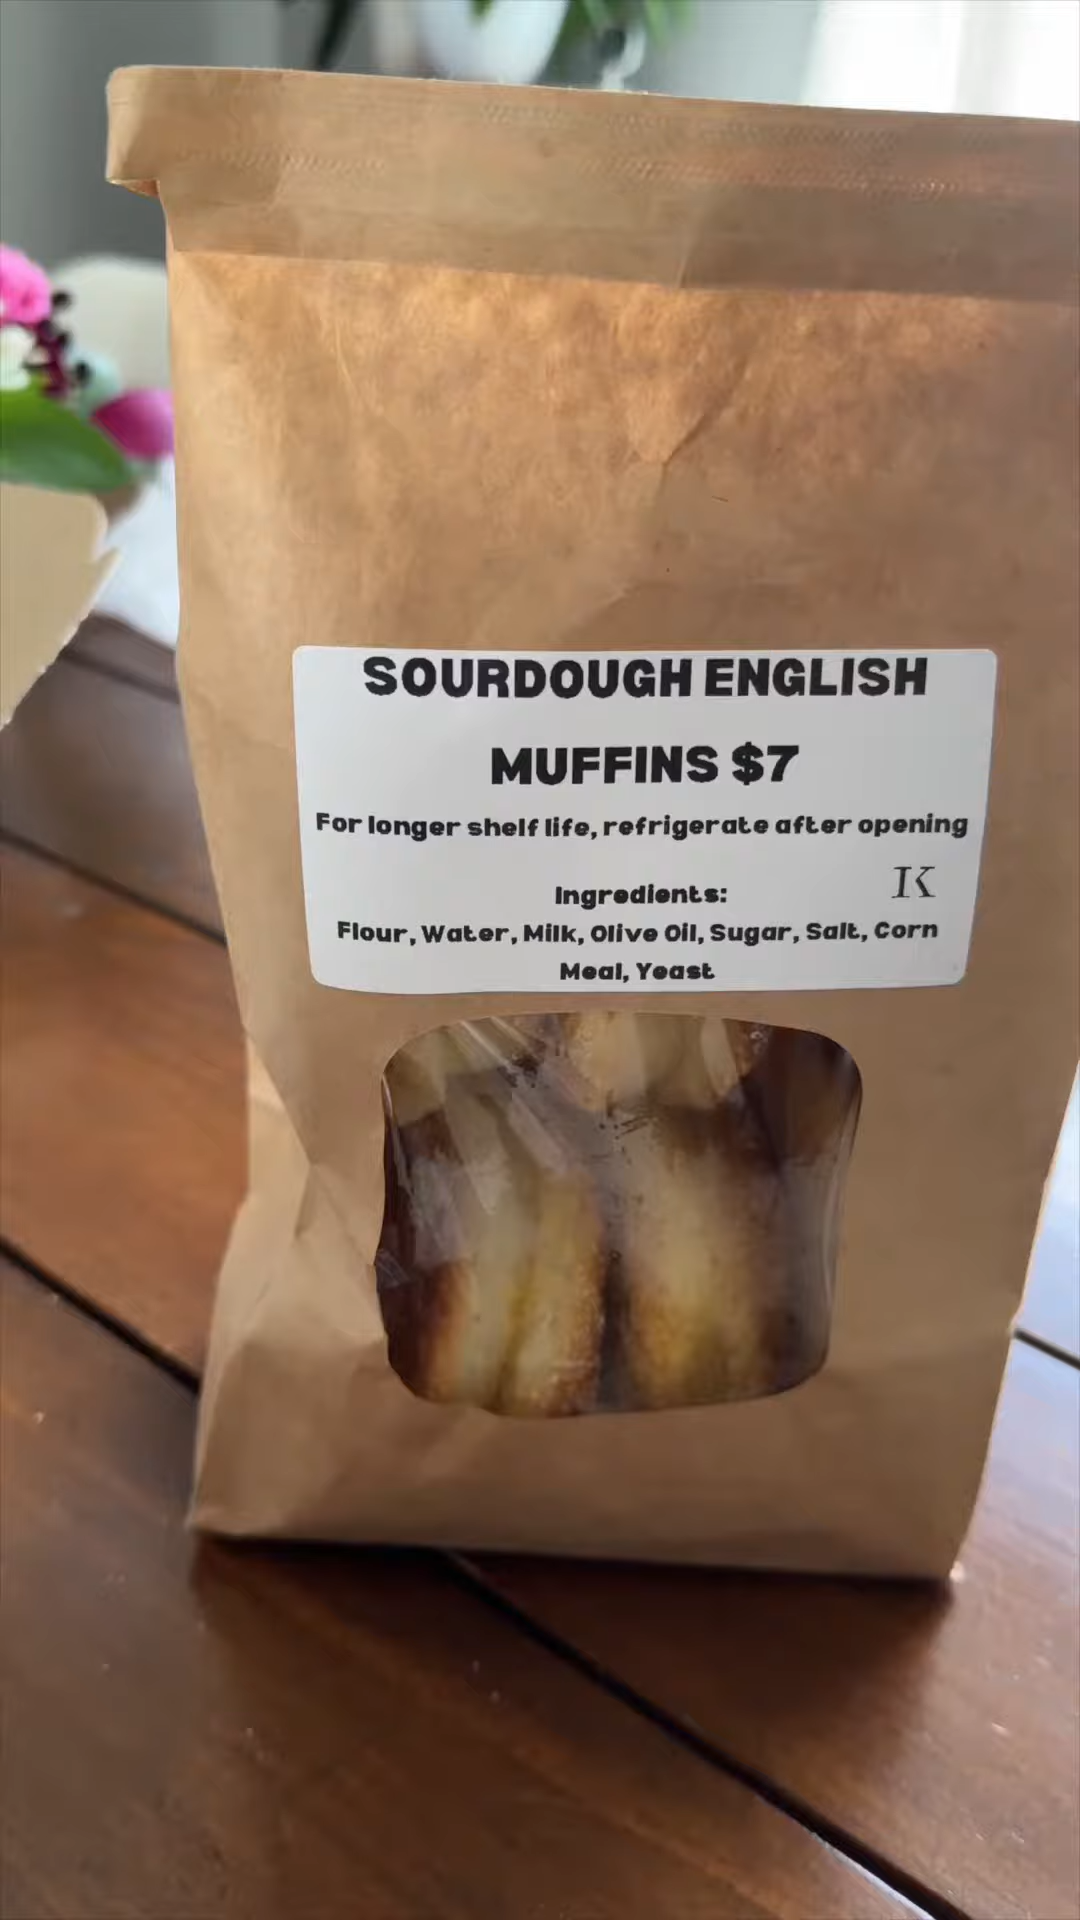 SOURDOUGH ENGLISH
MUFFINS $7
For longer shelf life, refrigerate after opening
K
Ingredients:
Flour, Water, Milk, Olive Oil, Sugar, Salt, Corn
Meal, Yeast